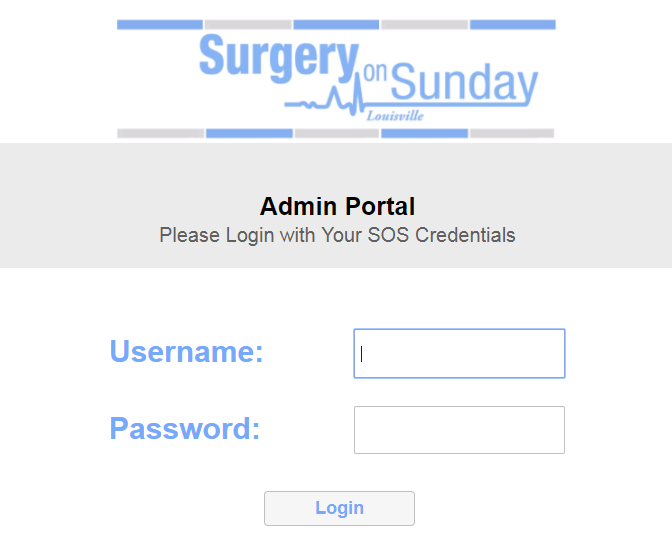 Surgery on Sunday
Louisville
Admin Portal
Please Login with Your SOS Credentials
Username:
Password:
Login